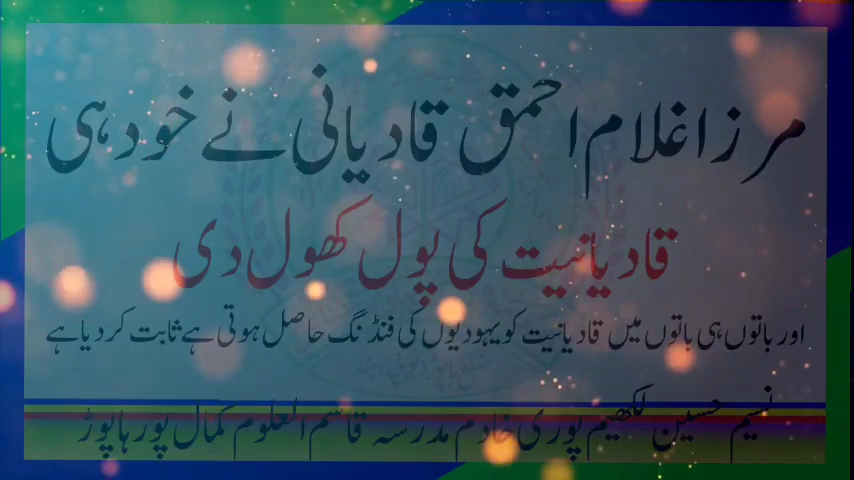 مرزا غلام احمق قادیانی نے خود ہی
قادیانیت کی پول کھول دی
اور باتوں ہی باتوں میں قادیانیت کو یہودیوں کی فنڈنگ حاصل ہوتی ہے ثابت کر دیا ہے
نسیم حسین لکھیم پوری خادم مدرسہ قاسم العلوم کمال پور ہاپوڑ